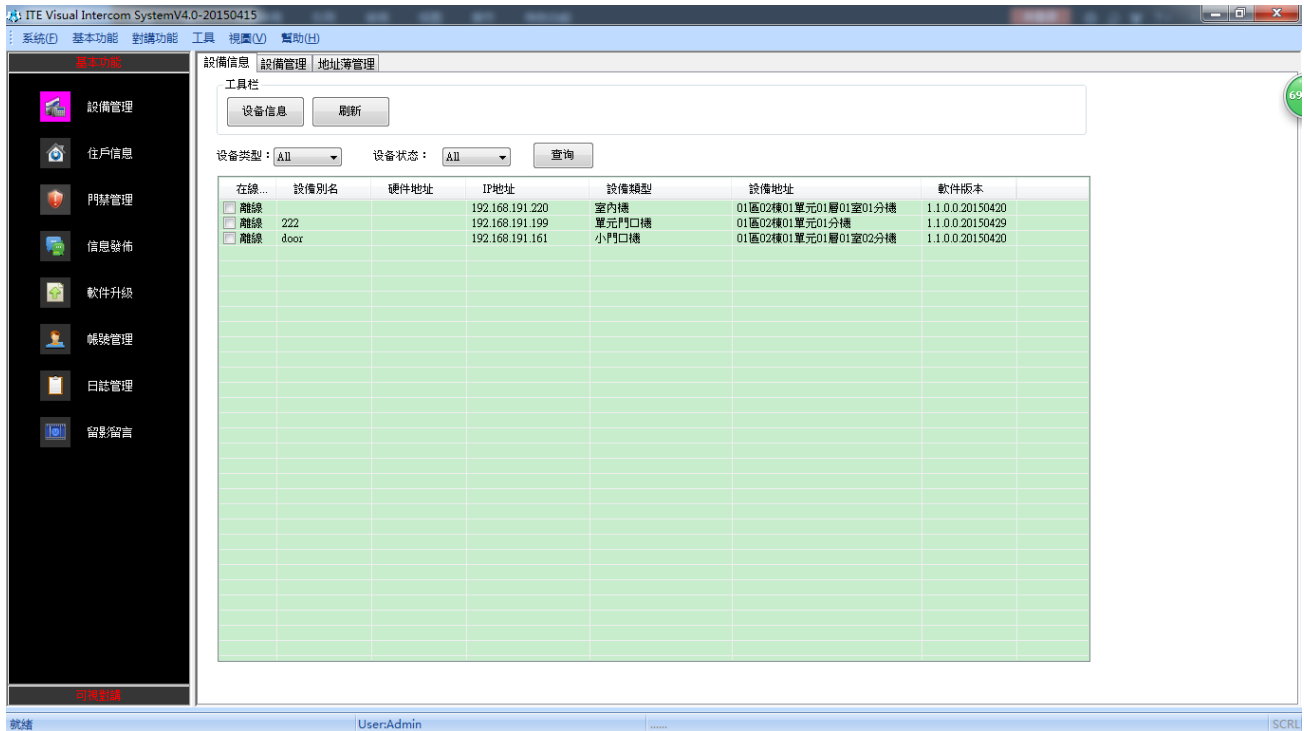 ITE Visual Intercom SystemV4.0-20150415
系统(F) 基本功能 對講功能 工具 視圖(V) 幫助(H)
基本功能
設備管理
住戶信息
門禁管理
信息發佈
軟件升級
帳號管理
日誌管理
留影留言
可視對講
設備信息 設備管理 地址薄管理
工具栏
设备信息 刷新
设备类型： All 设备状态： All 查询
在線... 設備別名 硬件地址 IP地址 設備類型 設備地址 軟件版本
離線 192.168.191.220 室內機 01區02棟01單元01層01室01分機 1.1.0.0.20150420
離線 222 192.168.191.199 單元門口機 01區02棟01單元01分機 1.1.0.0.20150429
離線 door 192.168.191.161 小門口機 01區02棟01單元01層01室02分機 1.1.0.0.20150420
69
就绪 User:Admin ...... SCRL